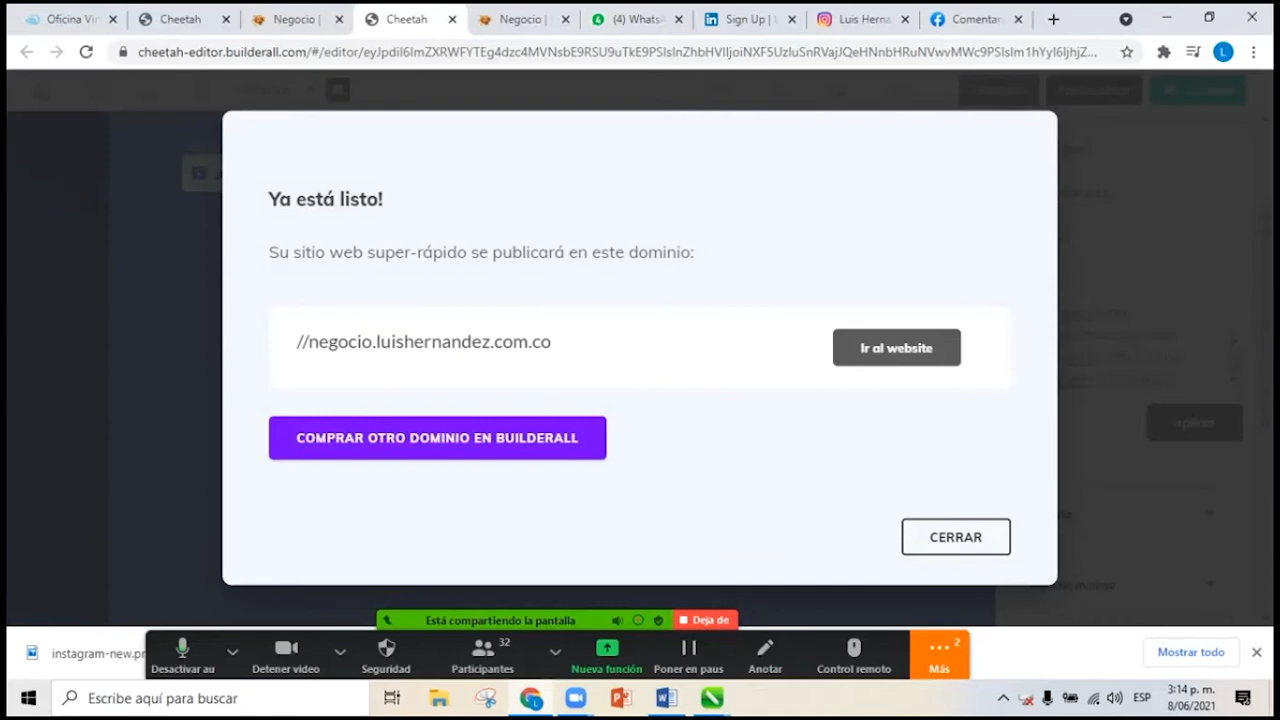 Oficina Vir
Cheetah
Negocio |
Cheetah
Negocio |
(4) Whats
Sign Up |
Luis Herna
Comentar
cheetah-editor.builderall.com/#/editor/
L
Ya está listo!
Su sitio web super-rápido se publicará en este dominio:
//negocio.luishernandez.com.co
Ir al website
COMPRAR OTRO DOMINIO EN BUILDERALL
CERRAR
Está compartiendo la pantalla
Deja de
instagram-new.pn
Mostrar todo
32
2
Desactivar au
Detener video
Seguridad
Participantes
Nueva función
Poner en paus
Anotar
Control remoto
Más
Escribe aquí para buscar
ESP
3:14 p. m.
8/06/2021